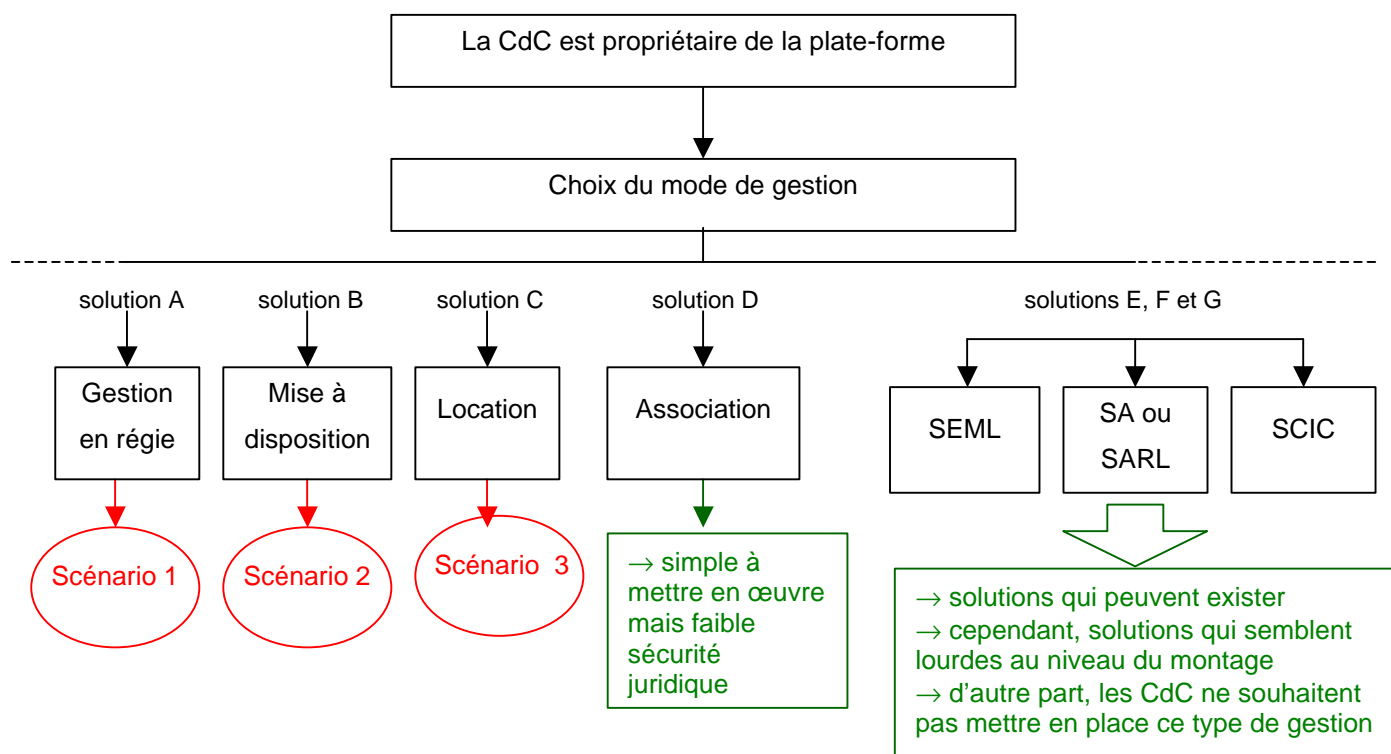 La CdC est propriétaire de la plate-forme
Choix du mode de gestion
solution A
solution B
solution C
solution D
solutions E, F et G
Gestion
en régie
Mise à
disposition
Location
Association
SEML
SA ou
SARL
SCIC
Scénario 1
Scénario 2
Scénario 3
→ simple à
mettre en œuvre
mais faible
sécurité
juridique
→ solutions qui peuvent exister
→ cependant, solutions qui semblent
lourdes au niveau du montage
→ d'autre part, les CdC ne souhaitent
pas mettre en place ce type de gestion